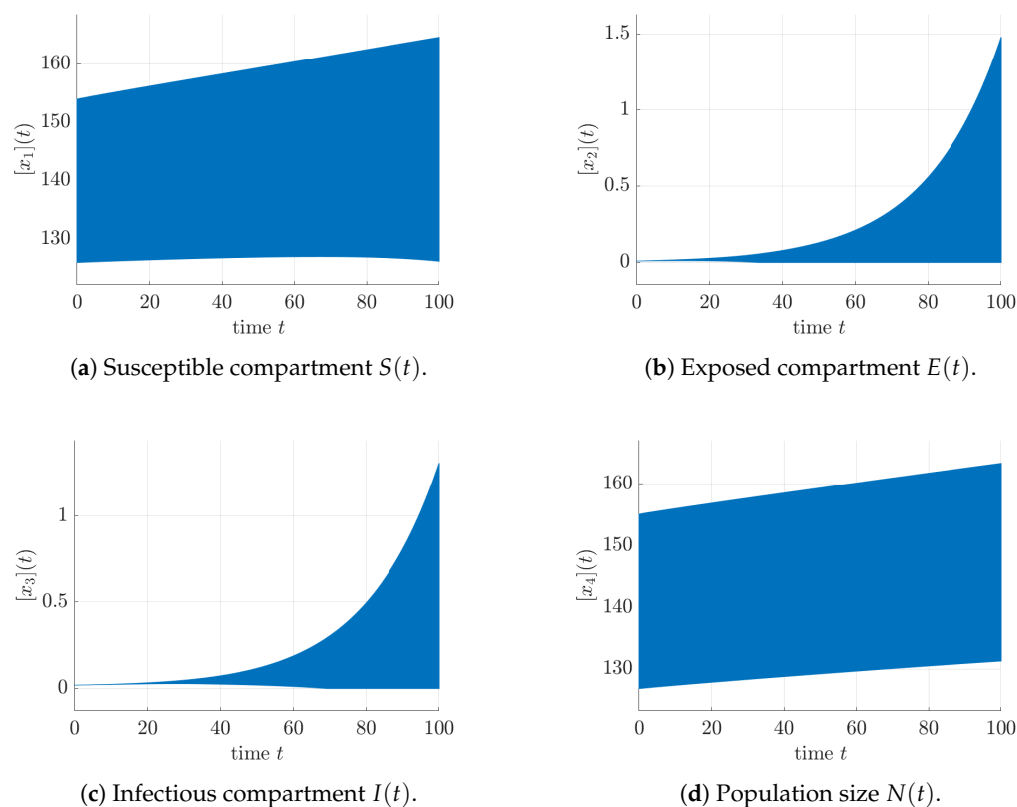 160
150
140
130
[x₁](t)
0 20 40 60 80 100
time t
(a) Susceptible compartment S(t).
1.5
1
0.5
0
[x₂](t)
0 20 40 60 80 100
time t
(b) Exposed compartment E(t).
1
0.5
0
[x₃](t)
0 20 40 60 80 100
time t
(c) Infectious compartment I(t).
160
150
140
130
[x₄](t)
0 20 40 60 80 100
time t
(d) Population size N(t).